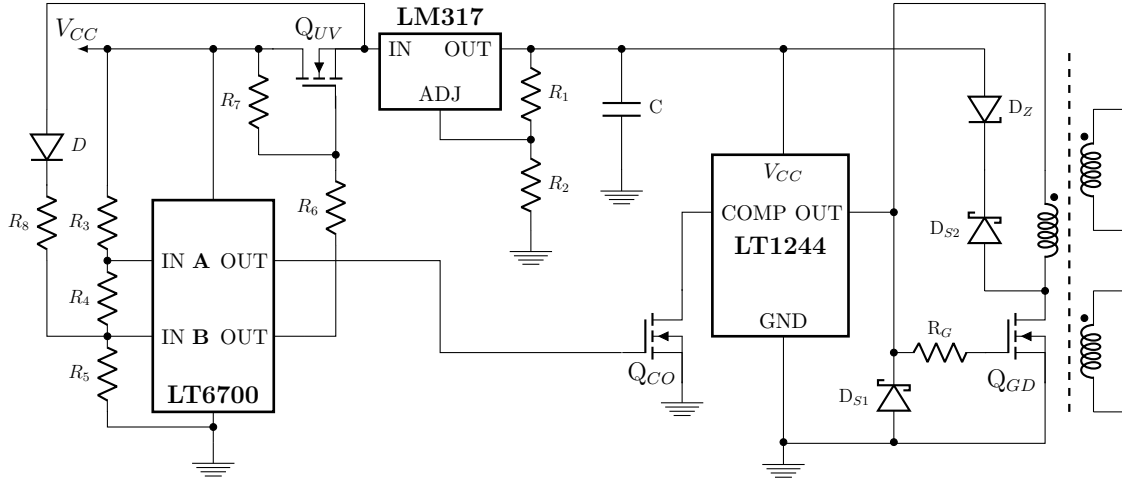 LM317
V_CC
Q_UV
IN OUT
ADJ
R_7
R_1
C
D_Z
D
R_8
R_3
R_6
R_2
V_CC
COMP OUT
LT1244
GND
D_S2
IN A OUT
R_4
IN B OUT
R_5
LT6700
Q_CO
R_G
D_S1
Q_GD